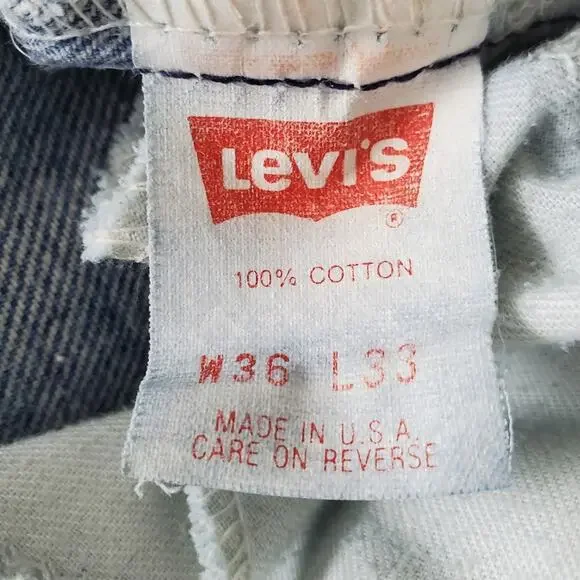 LEVI'S
®
100% COTTON
W36 L33
MADE IN U.S.A.
CARE ON REVERSE